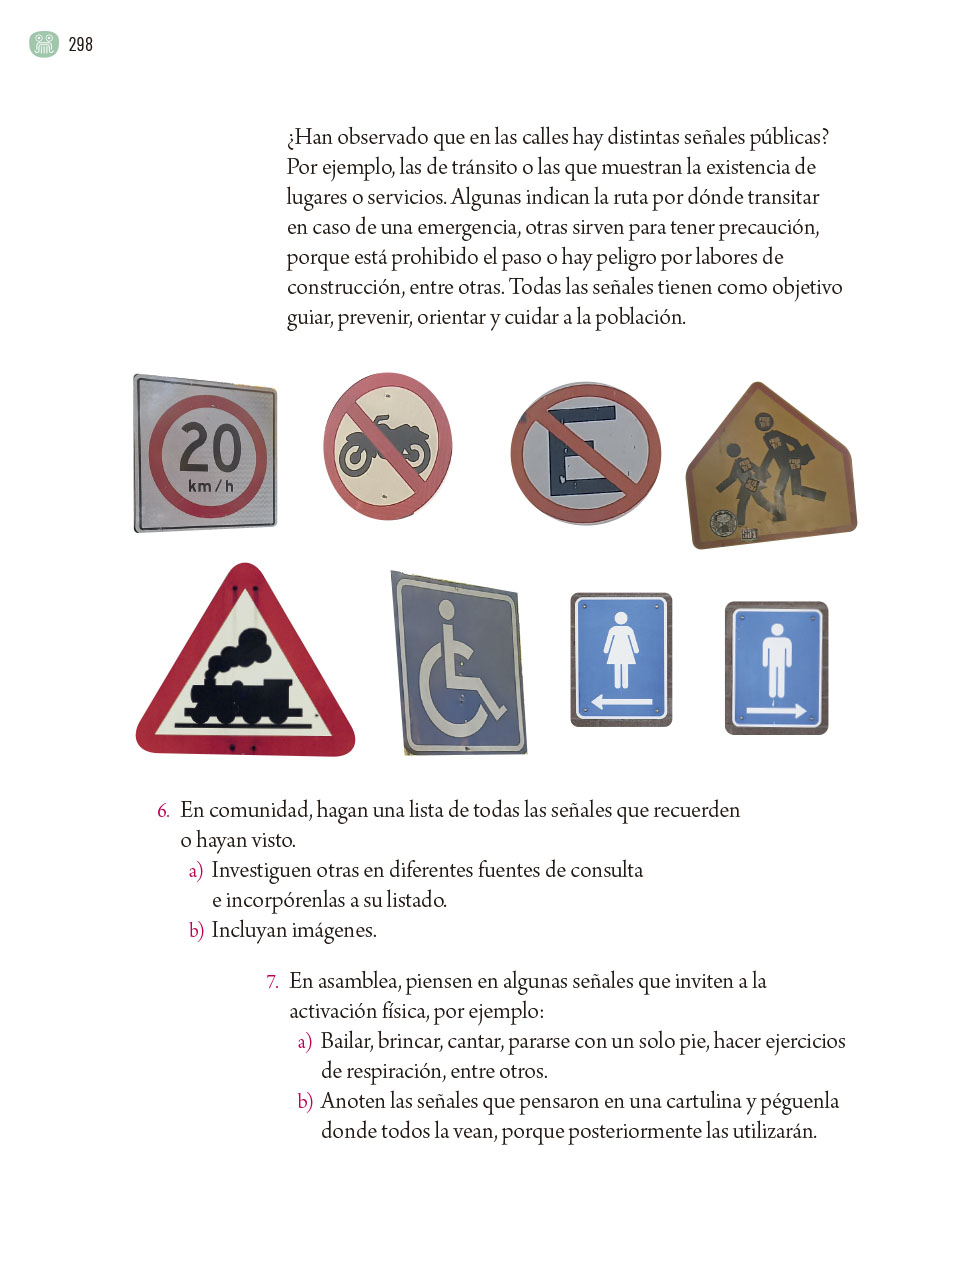 298
¿Han observado que en las calles hay distintas señales públicas?
Por ejemplo, las de tránsito o las que muestran la existencia de
lugares o servicios. Algunas indican la ruta por dónde transitar
en caso de una emergencia, otras sirven para tener precaución,
porque está prohibido el paso o hay peligro por labores de
construcción, entre otras. Todas las señales tienen como objetivo
guiar, prevenir, orientar y cuidar a la población.
20
km/h
E
6. En comunidad, hagan una lista de todas las señales que recuerden
o hayan visto.
a) Investiguen otras en diferentes fuentes de consulta
e incorpórenlas a su listado.
b) Incluyan imágenes.
7. En asamblea, piensen en algunas señales que inviten a la
activación física, por ejemplo:
a) Bailar, brincar, cantar, pararse con un solo pie, hacer ejercicios
de respiración, entre otros.
b) Anoten las señales que pensaron en una cartulina y péguenla
donde todos la vean, porque posteriormente las utilizarán.